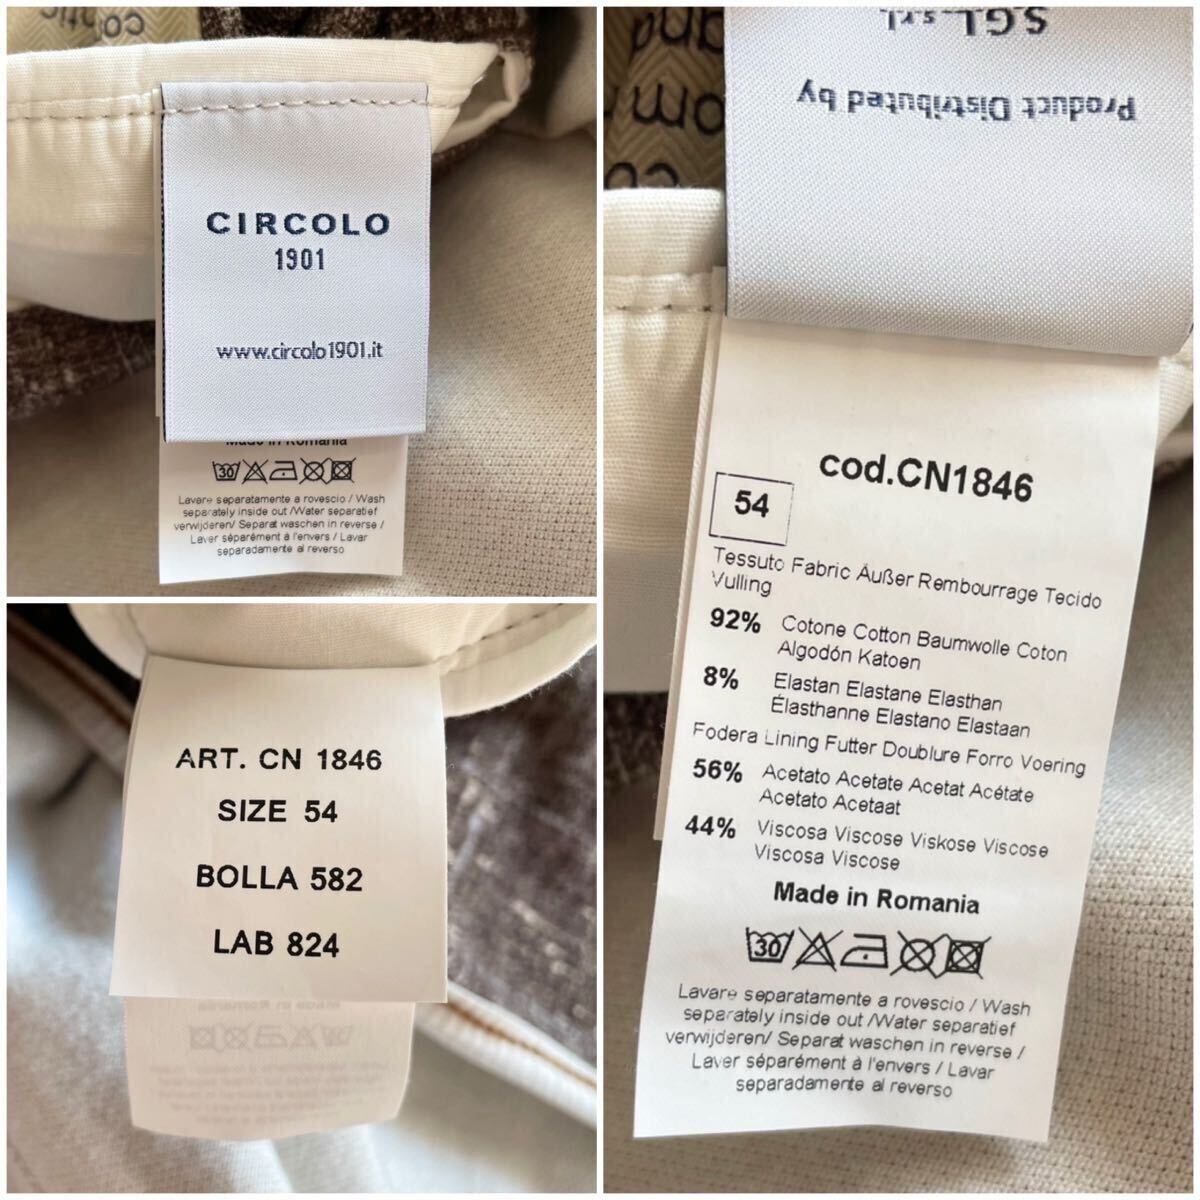 CIRCOLO
1901
www.circolo1901.it
Made in Romania
30
Lavare separatamente a rovescio / Wash
separately inside out /Water separatief
verwijderen/ Separat waschen in reverse /
Laver séparément à l'envers / Lavar
separadamente al reverso
ART. CN 1846
SIZE 54
BOLLA 582
LAB 824
S.G.L. s.r.l.
Product Distributed by
cod.CN1846
54
Tessuto Fabric Äußer Rembourrage Tecido
Vulling
92% Cotone Cotton Baumwolle Coton
Algodón Katoen
8% Elastan Elastane Elasthan
Élasthanne Elastano Elastaan
Fodera Lining Futter Doublure Forro Voering
56% Acetato Acetate Acetat Acétate
Acetato Acetaat
44% Viscosa Viscose Viskose Viscose
Viscosa Viscose
Made in Romania
30
Lavare separatamente a rovescio / Wash
separately inside out /Water separatief
verwijderen/ Separat waschen in reverse /
Laver séparément à l'envers / Lavar
separadamente al reverso